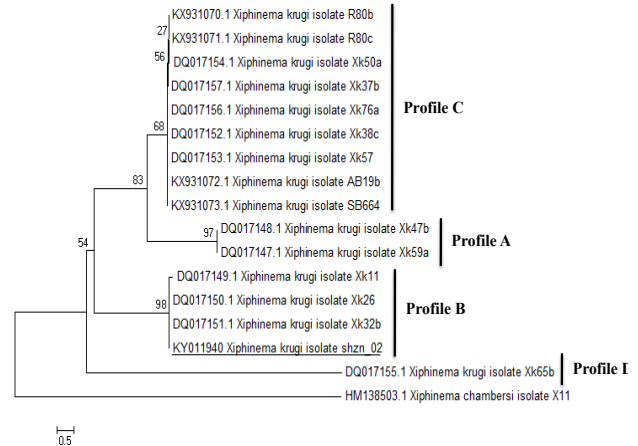 KX931070.1 Xiphinema krugi isolate R80b
27
KX931071.1 Xiphinema krugi isolate R80c
56
DQ017154.1 Xiphinema krugi isolate Xk50a
DQ017157.1 Xiphinema krugi isolate Xk37b
DQ017156.1 Xiphinema krugi isolate Xk76a
Profile C
68
DQ017152.1 Xiphinema krugi isolate Xk38c
DQ017153.1 Xiphinema krugi isolate Xk57
83
KX931072.1 Xiphinema krugi isolate AB19b
KX931073.1 Xiphinema krugi isolate SB664
97
DQ017148.1 Xiphinema krugi isolate Xk47b
Profile A
DQ017147.1 Xiphinema krugi isolate Xk59a
54
DQ017149.1 Xiphinema krugi isolate Xk11
98
DQ017150.1 Xiphinema krugi isolate Xk26
Profile B
DQ017151.1 Xiphinema krugi isolate Xk32b
KY011940 Xiphinema krugi isolate shzn_02
DQ017155.1 Xiphinema krugi isolate Xk65b
Profile D
HM138503.1 Xiphinema chambersi isolate X11
0.5